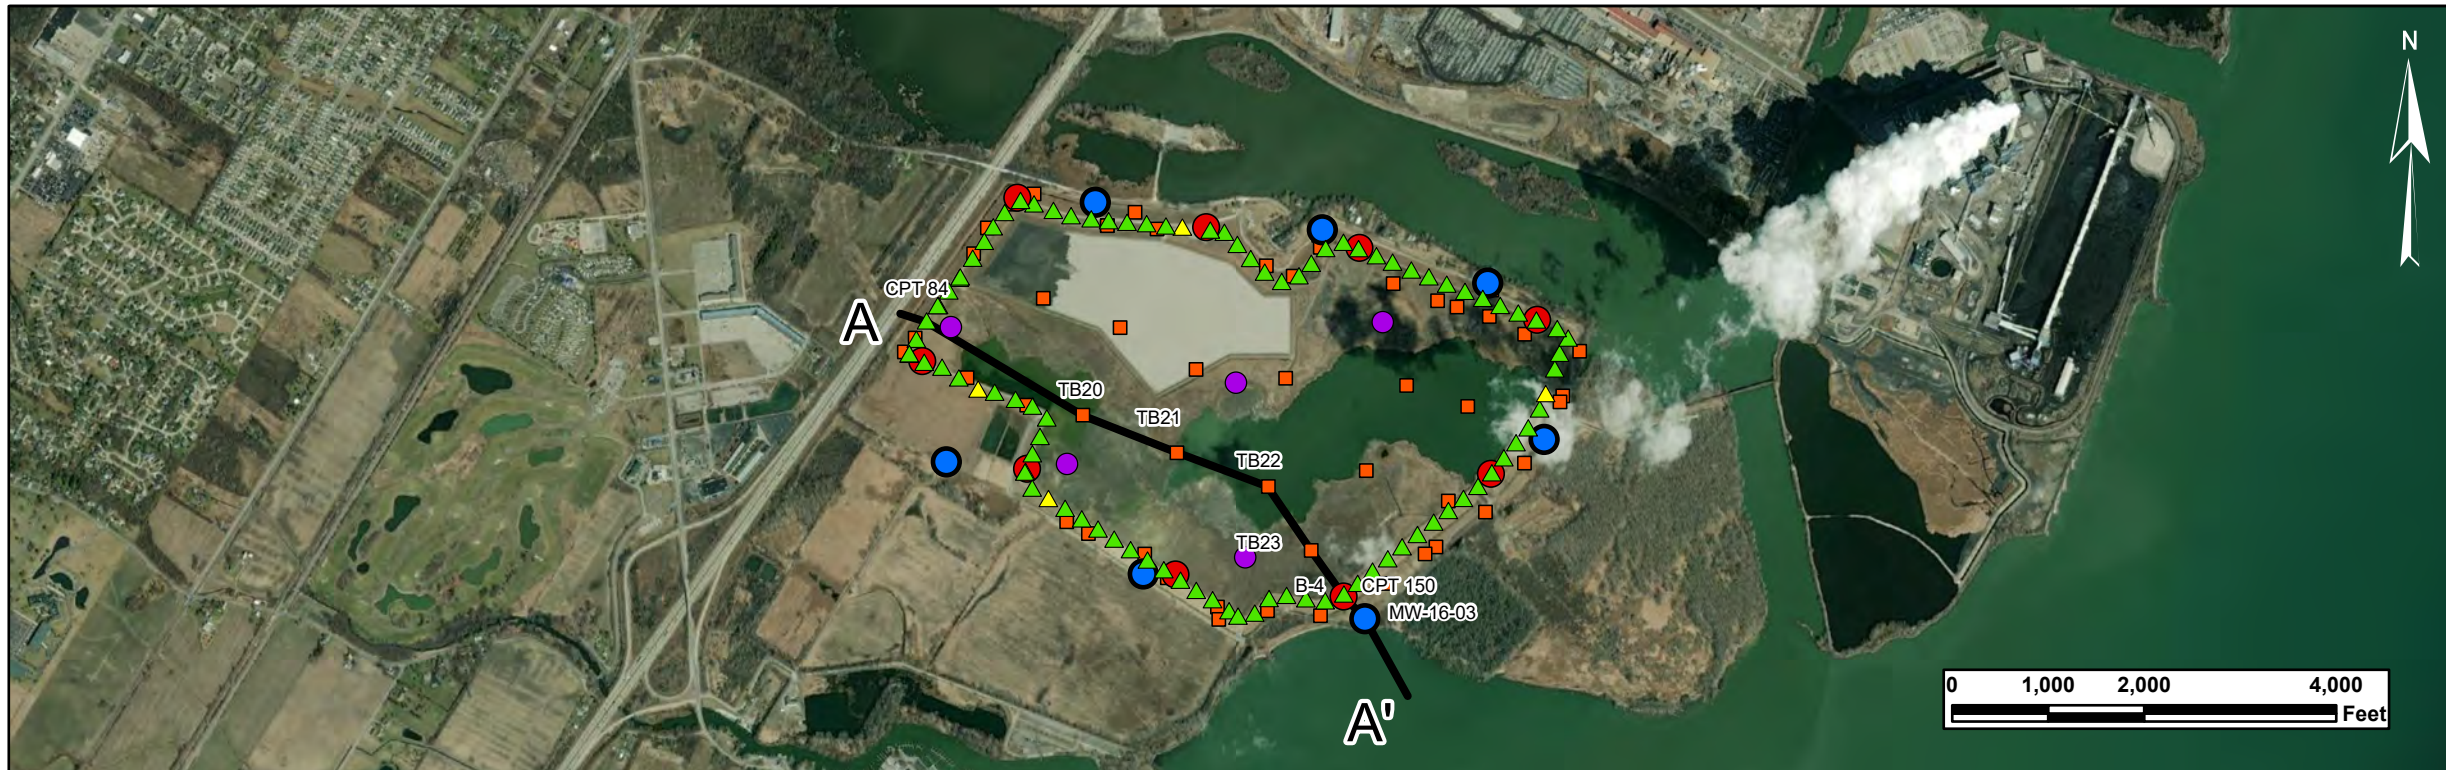 N
CPT 84
A
TB20
TB21
TB22
TB23
B-4
CPT 150
MW-16-03
A'
0 1,000 2,000 4,000
Feet